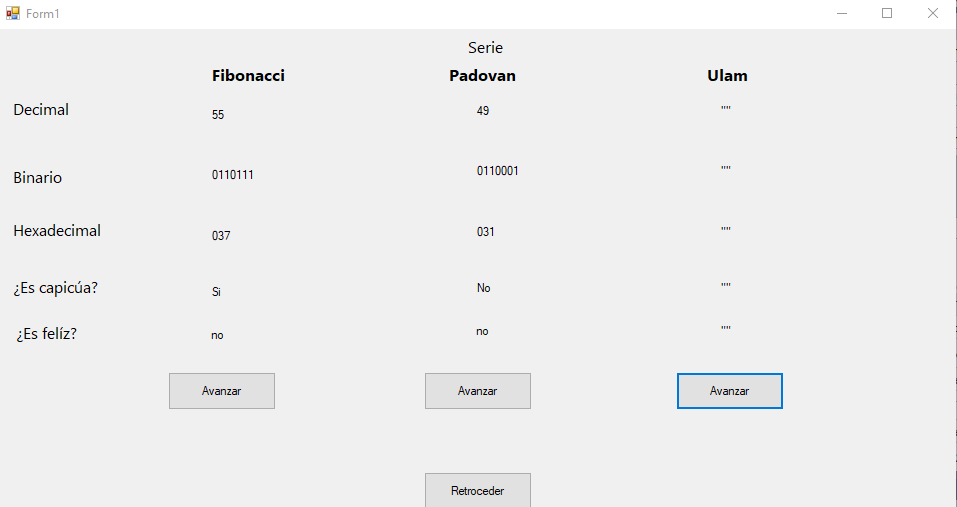 Form1
Serie
Fibonacci Padovan Ulam
Decimal 55 49 ""
Binario 0110111 0110001 ""
Hexadecimal 037 031 ""
¿Es capicúa? Si No ""
¿Es felíz? no no ""
Avanzar Avanzar Avanzar
Retroceder